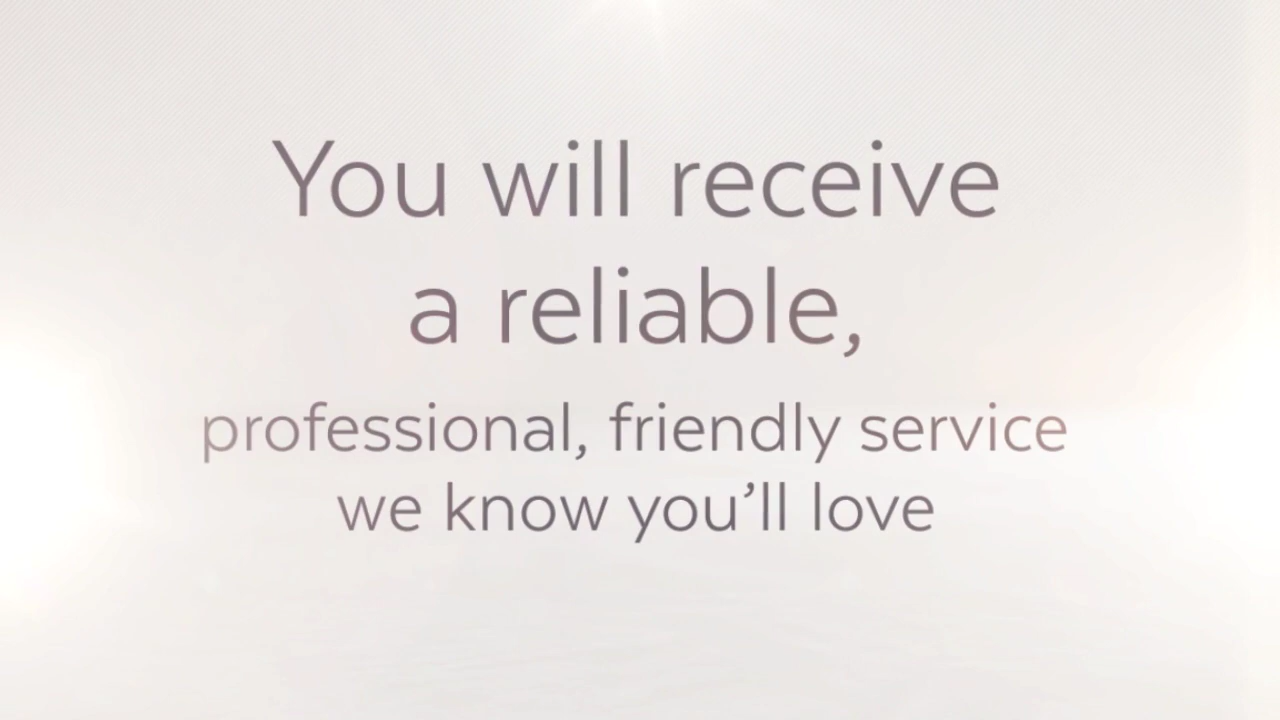 You will receive
a reliable,
professional, friendly service
we know you’ll love